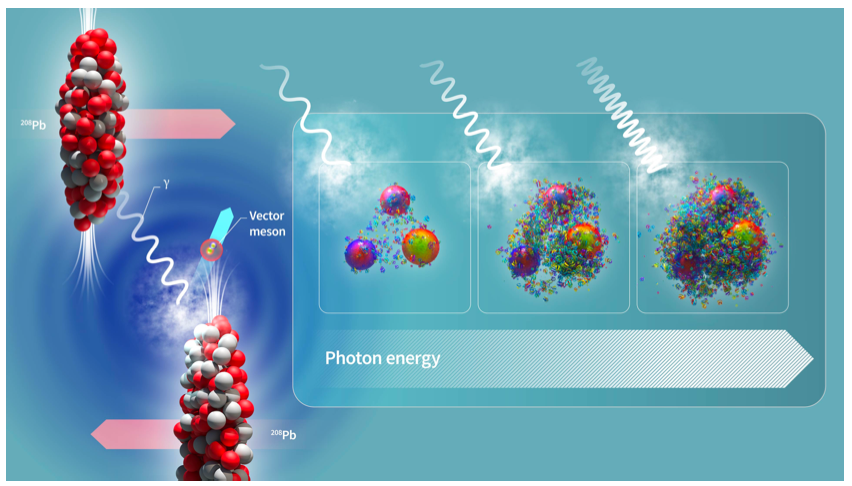 ²⁰⁸Pb
γ
Vector
meson
Photon energy
²⁰⁸Pb